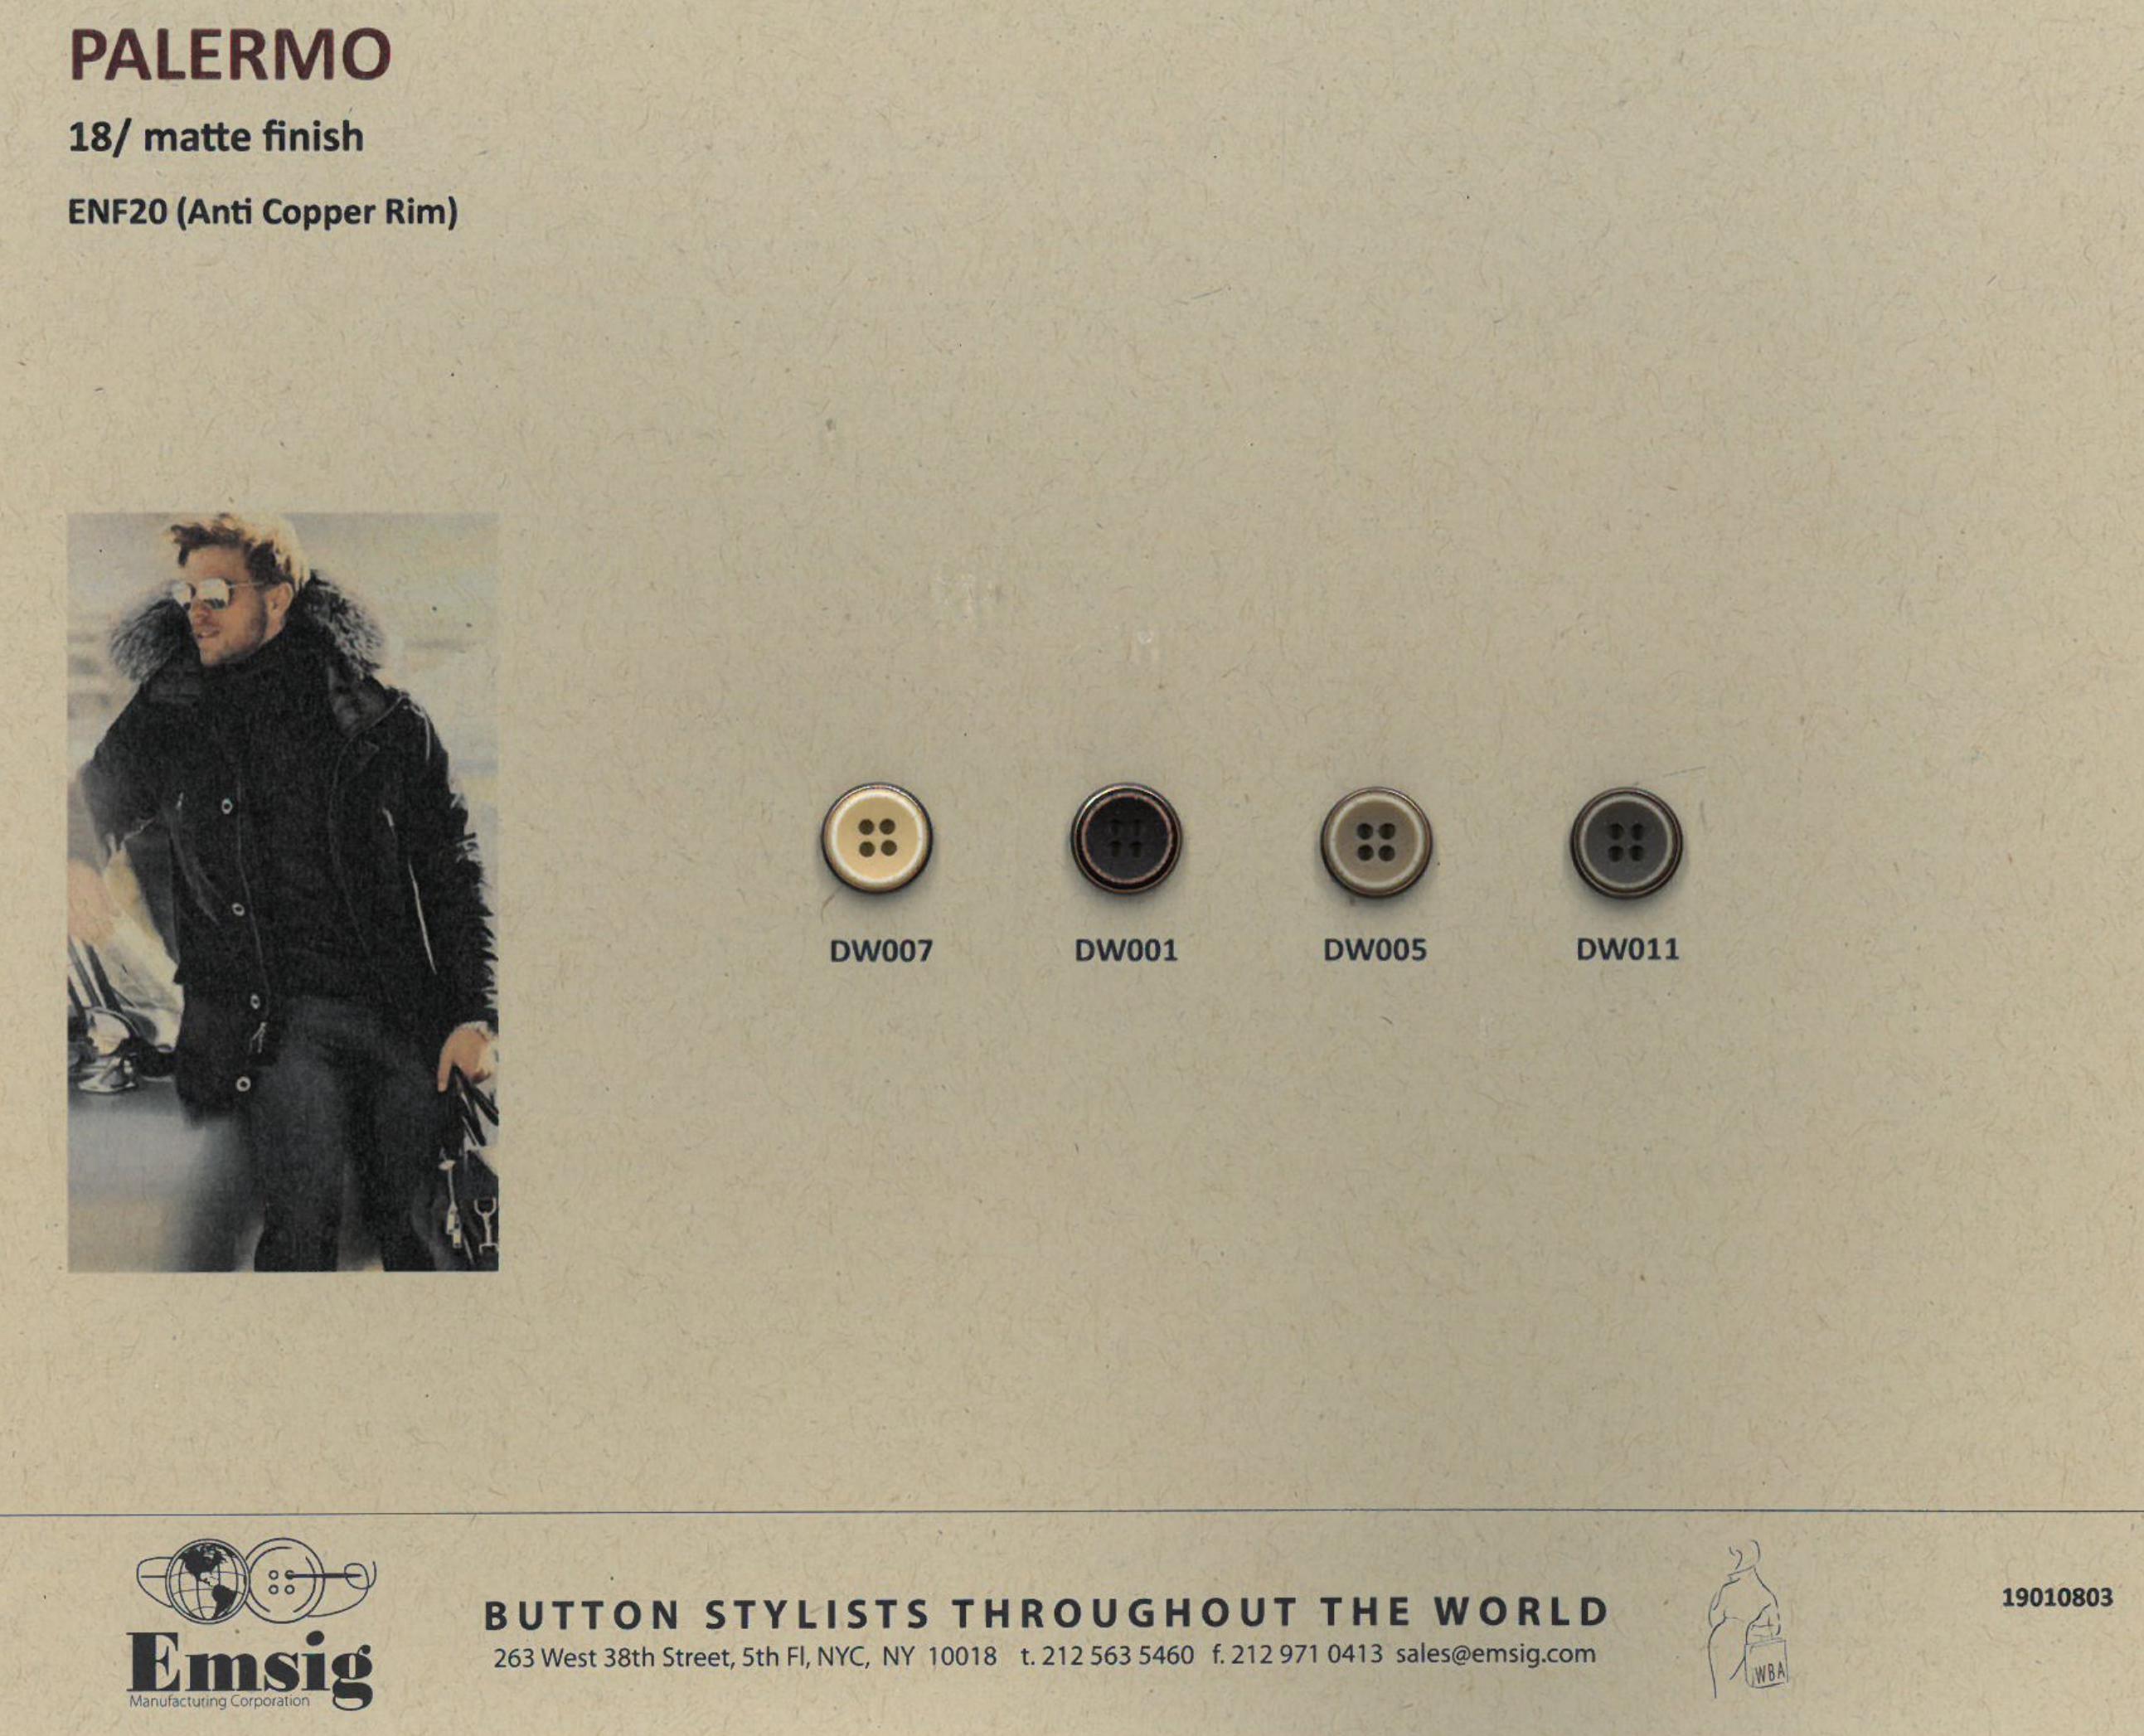 PALERMO
18/ matte finish
ENF20 (Anti Copper Rim)
DW007 DW001 DW005 DW011
Emsig
Manufacturing Corporation
BUTTON STYLISTS THROUGHOUT THE WORLD
263 West 38th Street, 5th Fl, NYC, NY 10018 t. 212 563 5460 f. 212 971 0413 sales@emsig.com
WBA
19010803